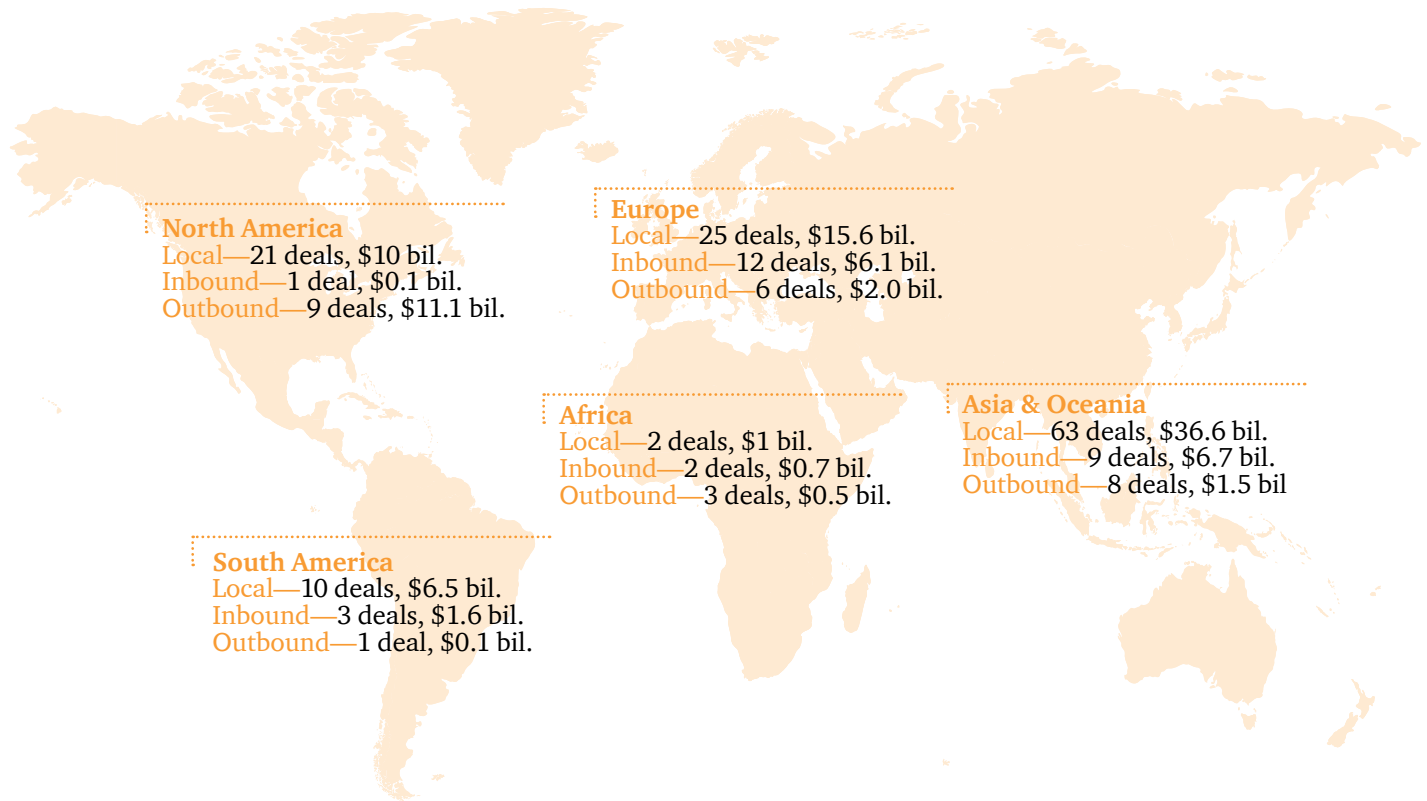 North America
Local—21 deals, $10 bil.
Inbound—1 deal, $0.1 bil.
Outbound—9 deals, $11.1 bil.
Europe
Local—25 deals, $15.6 bil.
Inbound—12 deals, $6.1 bil.
Outbound—6 deals, $2.0 bil.
Africa
Local—2 deals, $1 bil.
Inbound—2 deals, $0.7 bil.
Outbound—3 deals, $0.5 bil.
Asia & Oceania
Local—63 deals, $36.6 bil.
Inbound—9 deals, $6.7 bil.
Outbound—8 deals, $1.5 bil
South America
Local—10 deals, $6.5 bil.
Inbound—3 deals, $1.6 bil.
Outbound—1 deal, $0.1 bil.